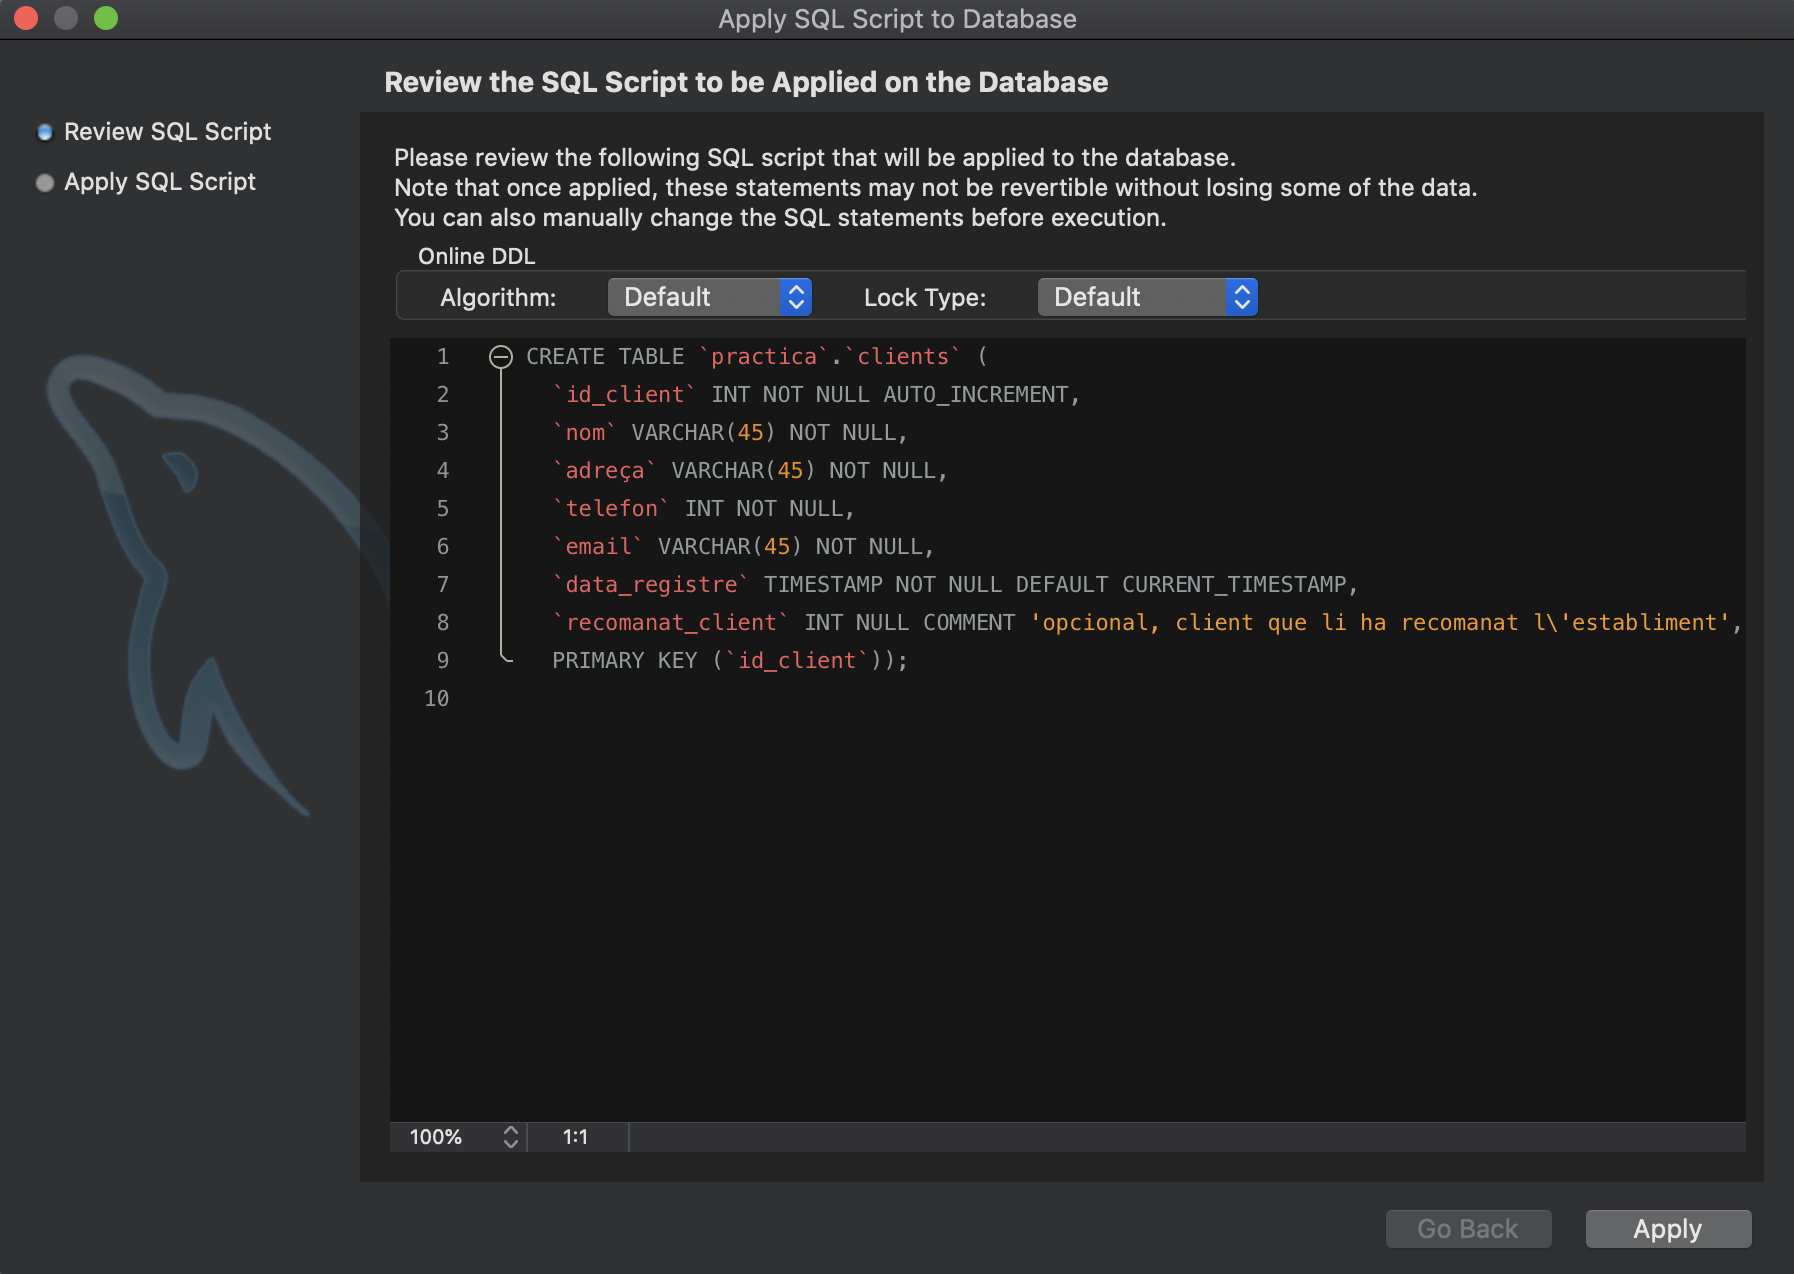 Apply SQL Script to Database
Review the SQL Script to be Applied on the Database
Review SQL Script
Apply SQL Script
Please review the following SQL script that will be applied to the database.
Note that once applied, these statements may not be revertible without losing some of the data.
You can also manually change the SQL statements before execution.
Online DDL
Algorithm: Default Lock Type: Default
1 CREATE TABLE `practica`.`clients` (
2 `id_client` INT NOT NULL AUTO_INCREMENT,
3 `nom` VARCHAR(45) NOT NULL,
4 `adreça` VARCHAR(45) NOT NULL,
5 `telefon` INT NOT NULL,
6 `email` VARCHAR(45) NOT NULL,
7 `data_registre` TIMESTAMP NOT NULL DEFAULT CURRENT_TIMESTAMP,
8 `recomanat_client` INT NULL COMMENT 'opcional, client que li ha recomanat l\'establiment',
9 PRIMARY KEY (`id_client`));
10
100% 1:1
Go Back Apply